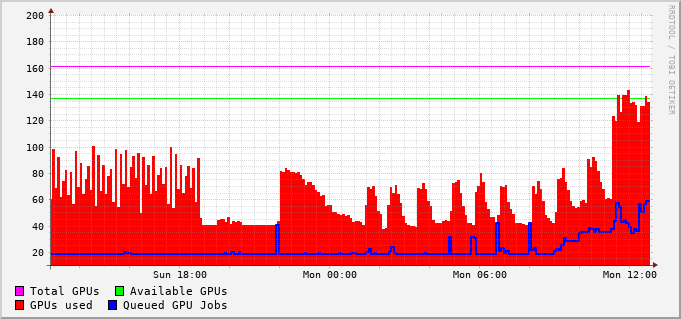 200
180
160
140
120
100
80
60
40
20
Sun 18:00 Mon 00:00 Mon 06:00 Mon 12:00
Total GPUs Available GPUs
GPUs used Queued GPU Jobs
RRDTOOL / TOBI OETIKER